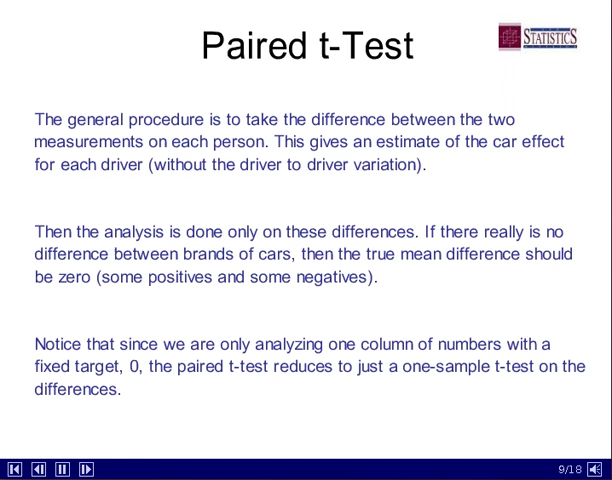 Paired t-Test
STATISTICS
The general procedure is to take the difference between the two
measurements on each person. This gives an estimate of the car effect
for each driver (without the driver to driver variation).
Then the analysis is done only on these differences. If there really is no
difference between brands of cars, then the true mean difference should
be zero (some positives and some negatives).
Notice that since we are only analyzing one column of numbers with a
fixed target, 0, the paired t-test reduces to just a one-sample t-test on the
differences.
9/18